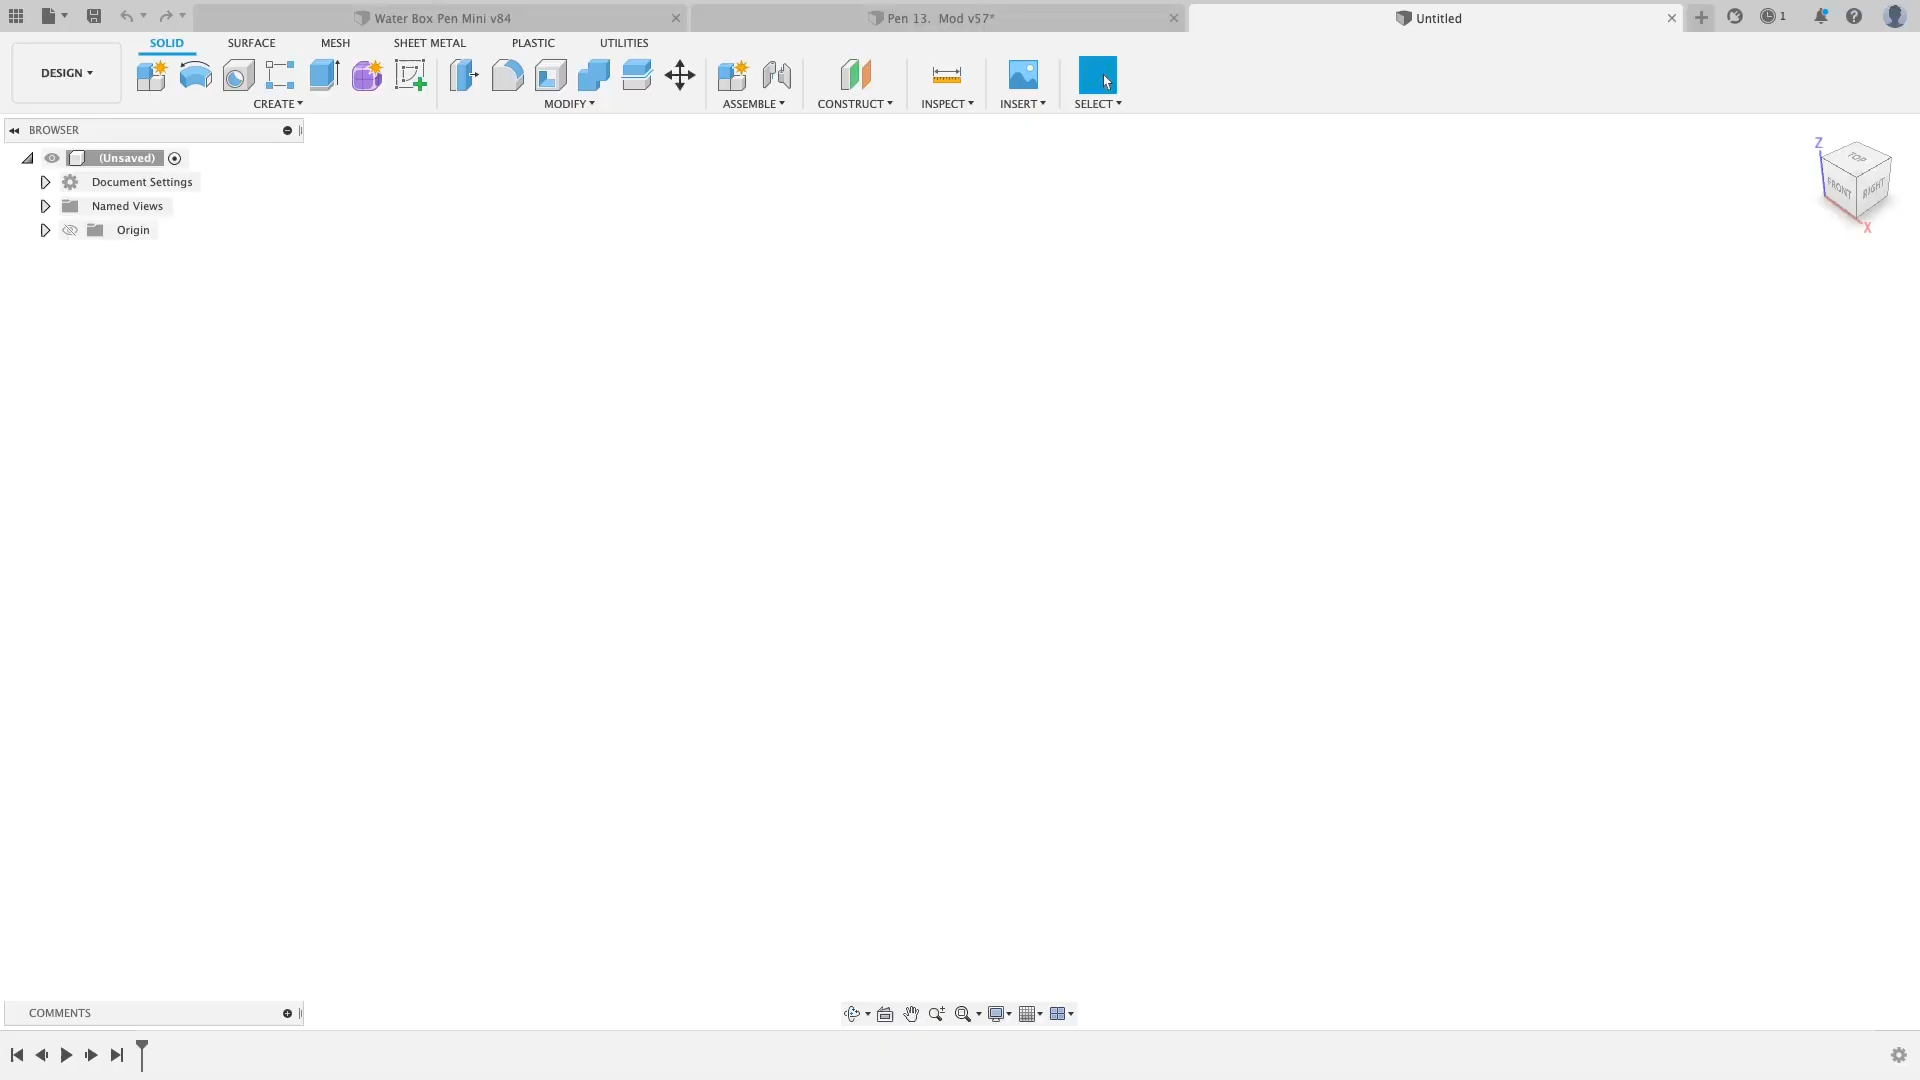 Water Box Pen Mini v84
Pen 13. Mod v57*
Untitled
1
DESIGN
SOLID
SURFACE
MESH
SHEET METAL
PLASTIC
UTILITIES
CREATE
MODIFY
ASSEMBLE
CONSTRUCT
INSPECT
INSERT
SELECT
BROWSER
(Unsaved)
Document Settings
Named Views
Origin
Z
TOP
FRONT
RIGHT
X
COMMENTS